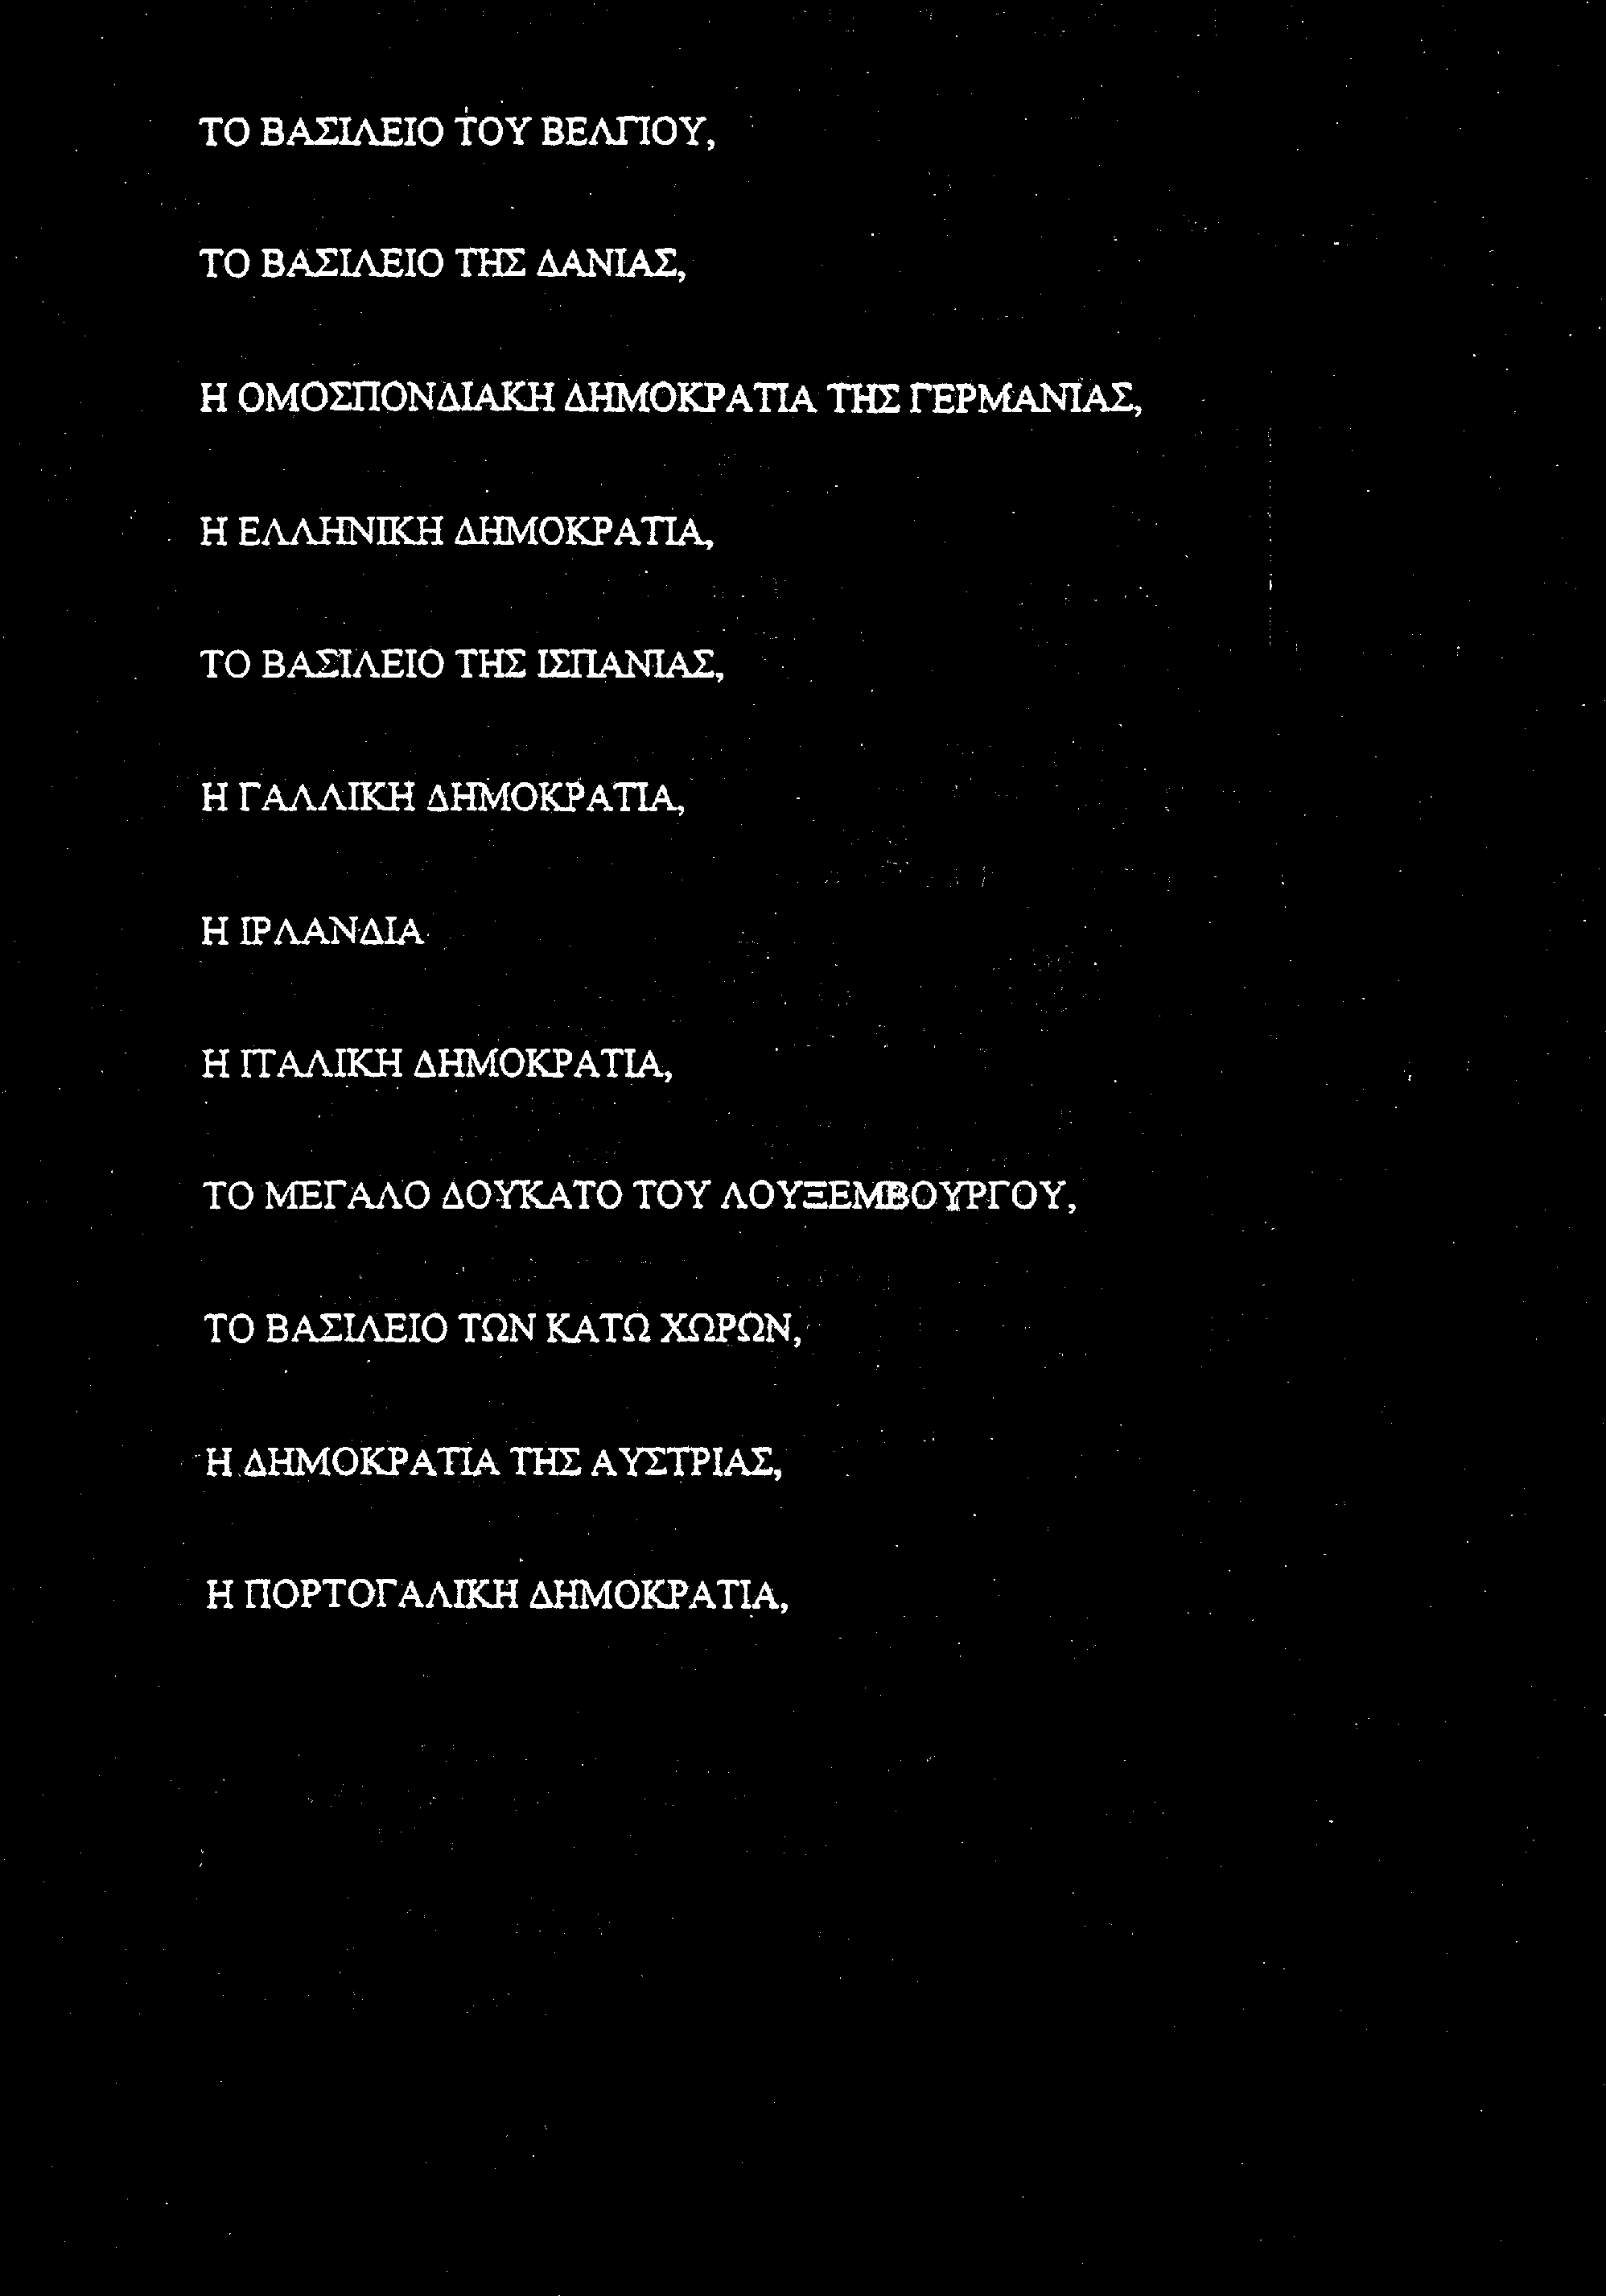 ΤΟ ΒΑΣΙΛΕΙΟ ΤΟΥ ΒΕΛΓΙΟΥ,
ΤΟ ΒΑΣΙΛΕΙΟ ΤΗΣ ΔΑΝΙΑΣ,
Η ΟΜΟΣΠΟΝΔΙΑΚΗ ΔΗΜΟΚΡΑΤΙΑ ΤΗΣ ΓΕΡΜΑΝΙΑΣ,
Η ΕΛΛΗΝΙΚΗ ΔΗΜΟΚΡΑΤΙΑ,
ΤΟ ΒΑΣΙΛΕΙΟ ΤΗΣ ΙΣΠΑΝΙΑΣ,
Η ΓΑΛΛΙΚΗ ΔΗΜΟΚΡΑΤΙΑ,
Η ΙΡΛΑΝΔΙΑ
Η ΙΤΑΛΙΚΗ ΔΗΜΟΚΡΑΤΙΑ,
ΤΟ ΜΕΓΑΛΟ ΔΟΥΚΑΤΟ ΤΟΥ ΛΟΥΞΕΜΒΟΥΡΓΟΥ,
ΤΟ ΒΑΣΙΛΕΙΟ ΤΩΝ ΚΑΤΩ ΧΩΡΩΝ,
Η ΔΗΜΟΚΡΑΤΙΑ ΤΗΣ ΑΥΣΤΡΙΑΣ,
Η ΠΟΡΤΟΓΑΛΙΚΗ ΔΗΜΟΚΡΑΤΙΑ,